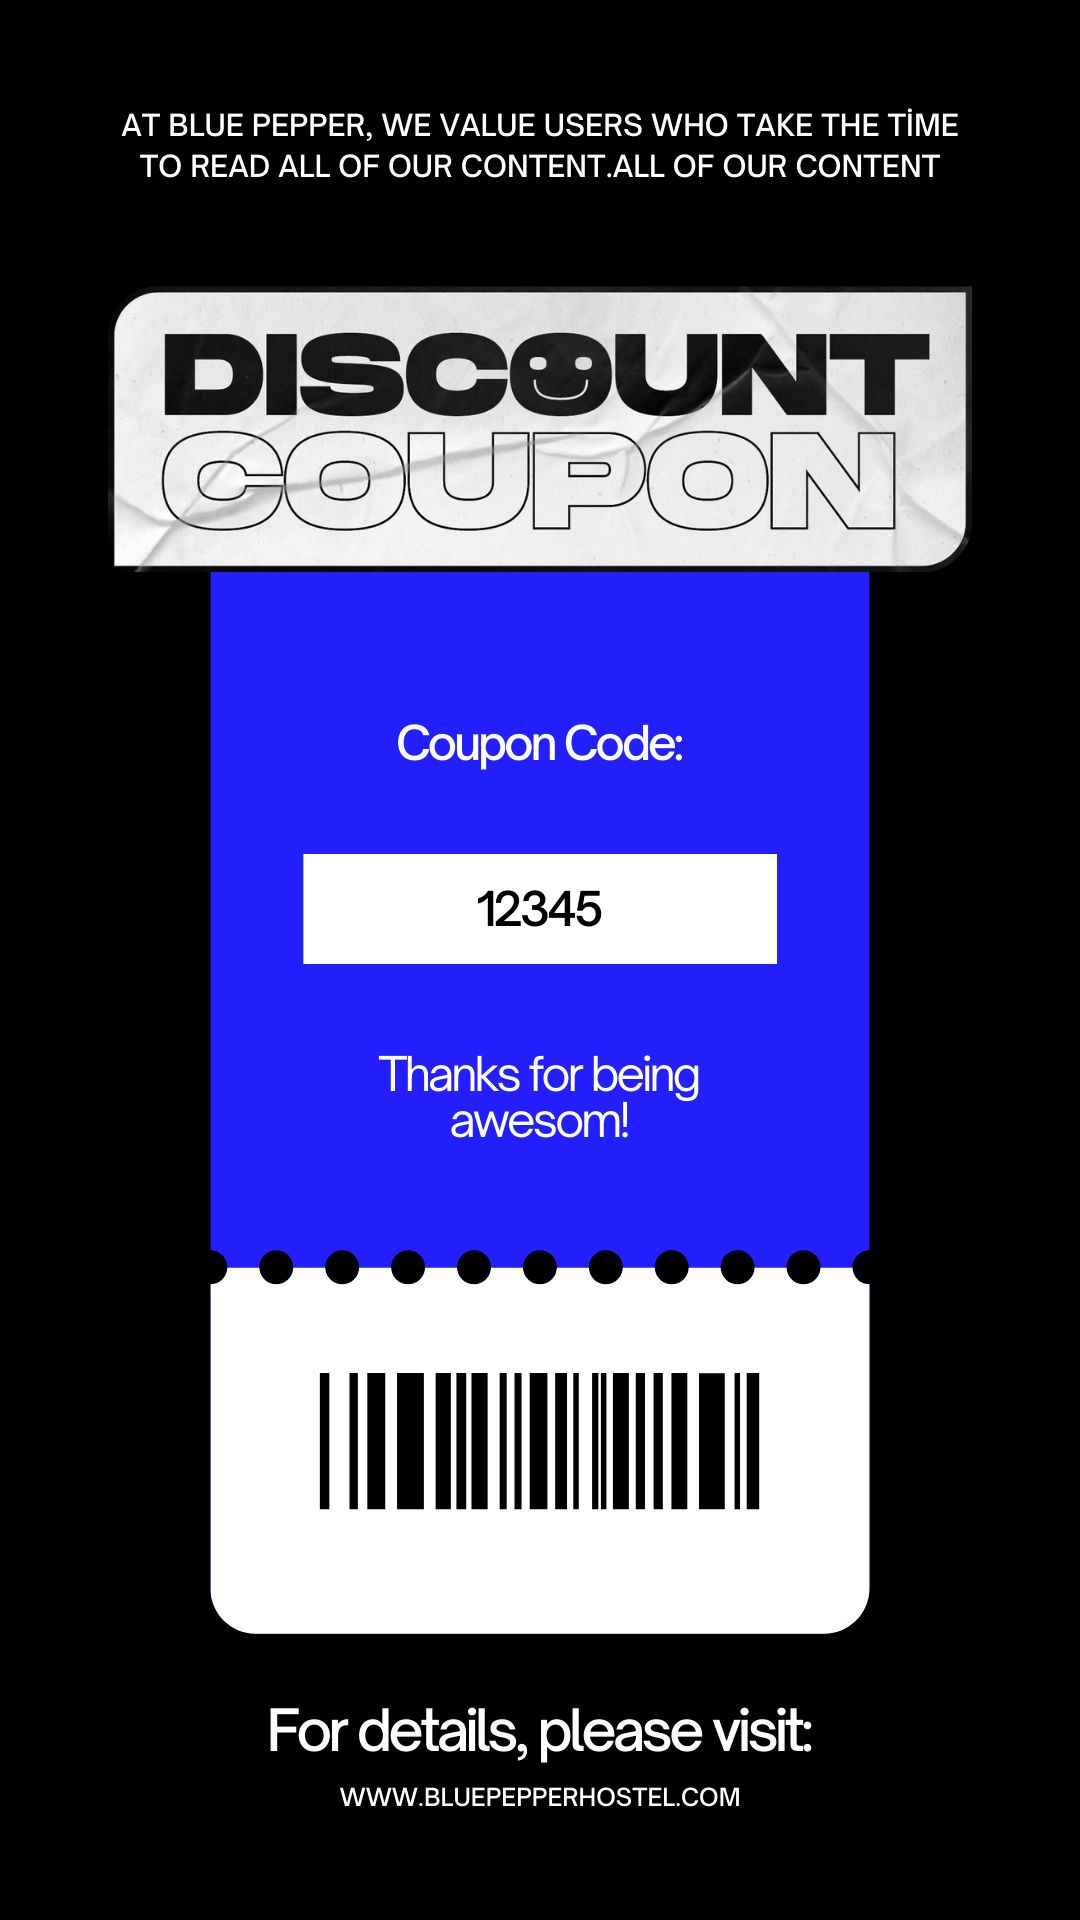 AT BLUE PEPPER, WE VALUE USERS WHO TAKE THE TİME
TO READ ALL OF OUR CONTENT.ALL OF OUR CONTENT
DISCOUNT
COUPON
Coupon Code:
12345
Thanks for being
awesom!
For details, please visit:
WWW.BLUEPEPPERHOSTEL.COM